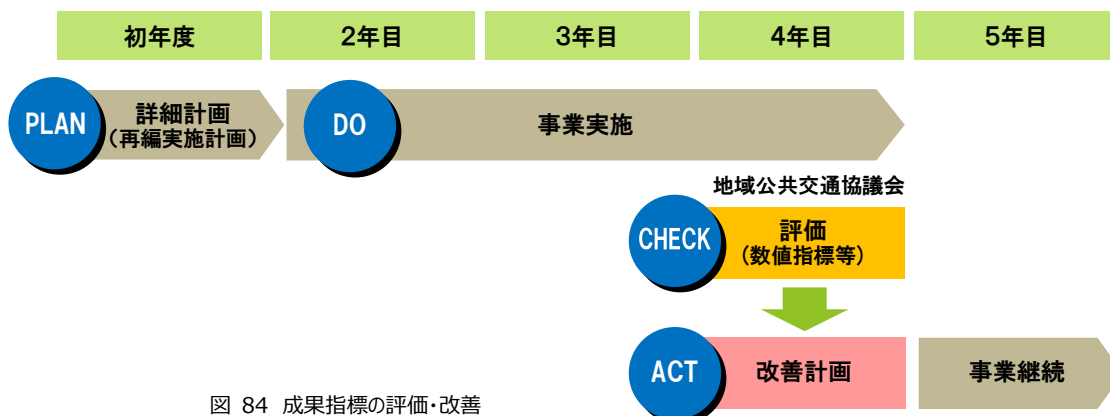 初年度
2年目
3年目
4年目
5年目
PLAN
詳細計画
（再編実施計画）
DO
事業実施
地域公共交通協議会
CHECK
評価
（数値指標等）
ACT
改善計画
事業継続
図 84 成果指標の評価・改善